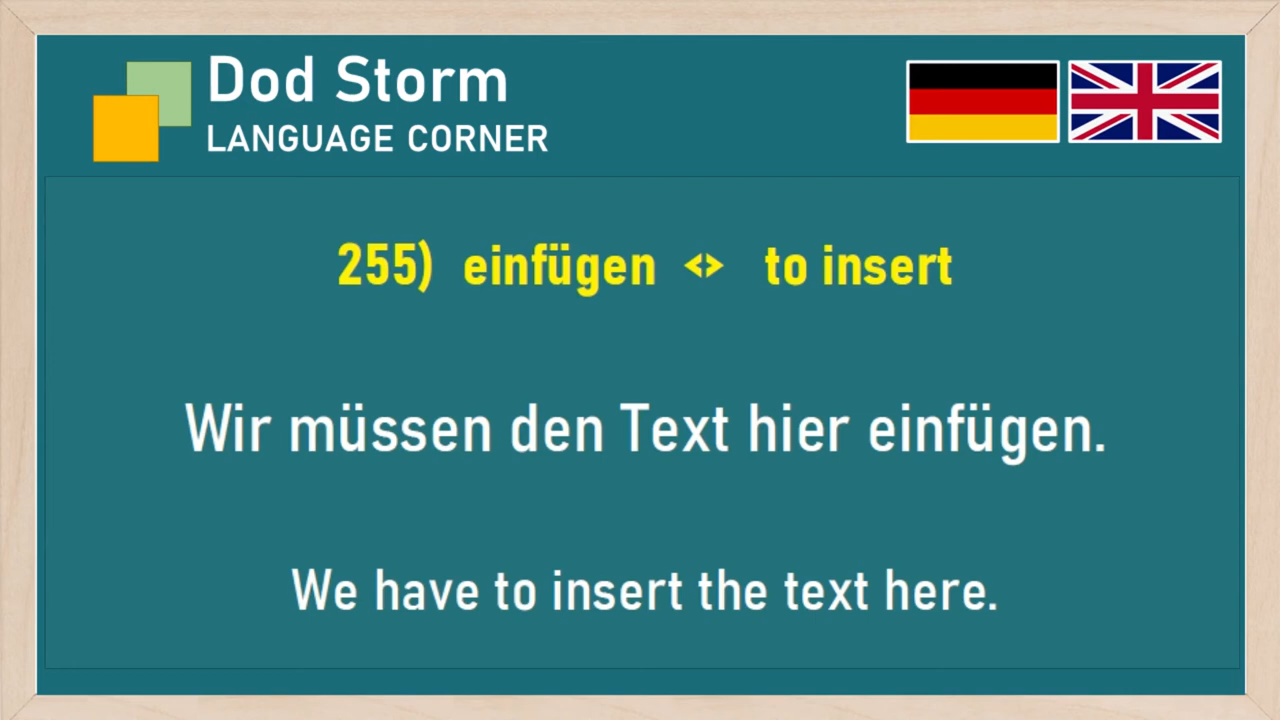 Dod Storm
LANGUAGE CORNER
255) einfügen <> to insert
Wir müssen den Text hier einfügen.
We have to insert the text here.